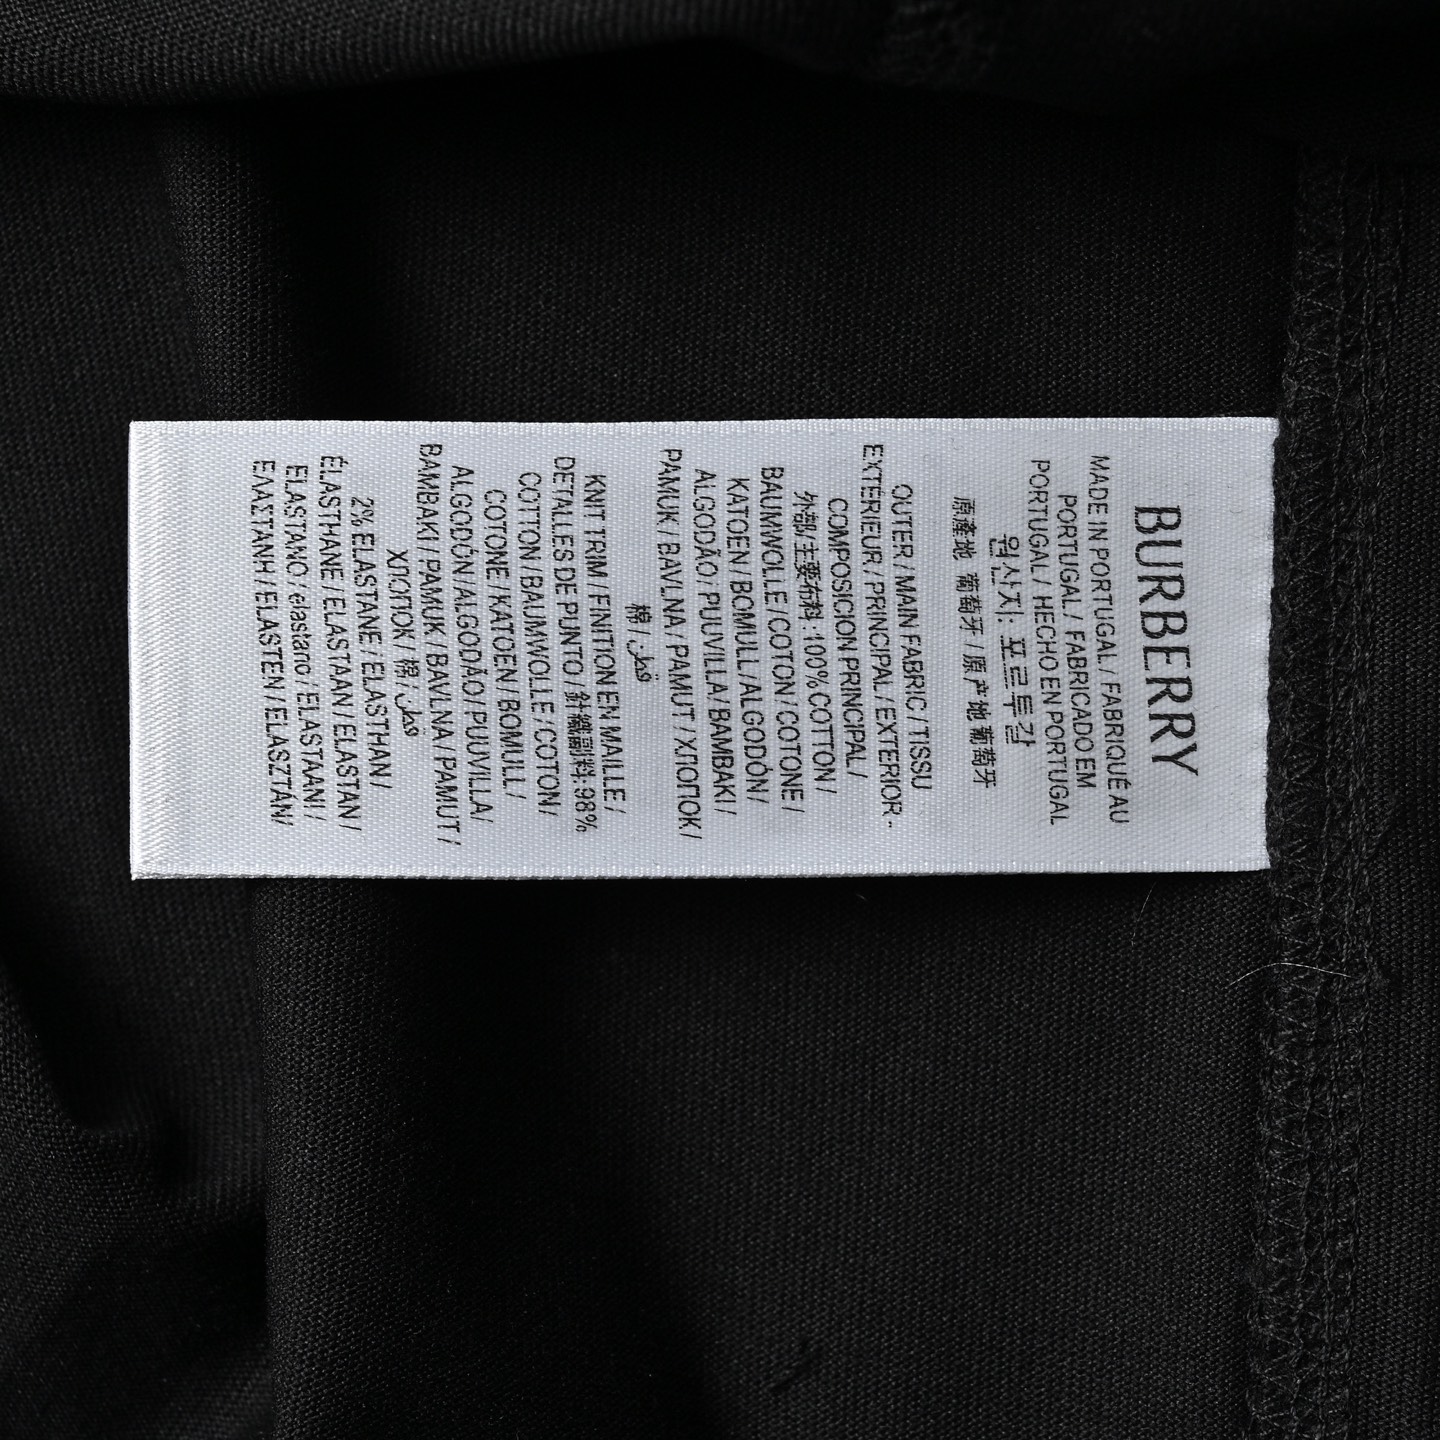 BURBERRY
MADE IN PORTUGAL / FABRIQUÉ AU
PORTUGAL / FABRICADO EM
PORTUGAL / HECHO EN PORTUGAL
원산지: 포르투갈
原產地 葡萄牙 / 原产地 葡萄牙
OUTER / MAIN FABRIC / TISSU
EXTÉRIEUR / PRINCIPAL / EXTERIOR -
COMPOSICION PRINCIPAL /
外部/主要布料 :100% COTTON /
BAUMWOLLE / COTON / COTONE /
KATOEN / BOMULL / ALGODÓN /
ALGODÃO / PUUVILLA / BAMBAKI /
PAMUK / BAVLNA / PAMUT / ХЛОПОК /
棉 / قطن
KNIT TRIM / FINITION EN MAILLE /
DETALLES DE PUNTO / 針織副料: 98%
COTTON / BAUMWOLLE / COTON /
COTONE / KATOEN / BOMULL /
ALGODÓN / ALGODÃO / PUUVILLA /
BAMBAKI / PAMUK / BAVLNA / PAMUT /
ХЛОПОК / 棉 / قطن
2% ELASTANE / ELASTHAN /
ÉLASTHANE / ELASTAAN / ELASTAN /
ELASTANO / elastano / ELASTAANI /
ΕΛΑΣΤΑΝΗ / ELASTEN / ELASZTÁN /